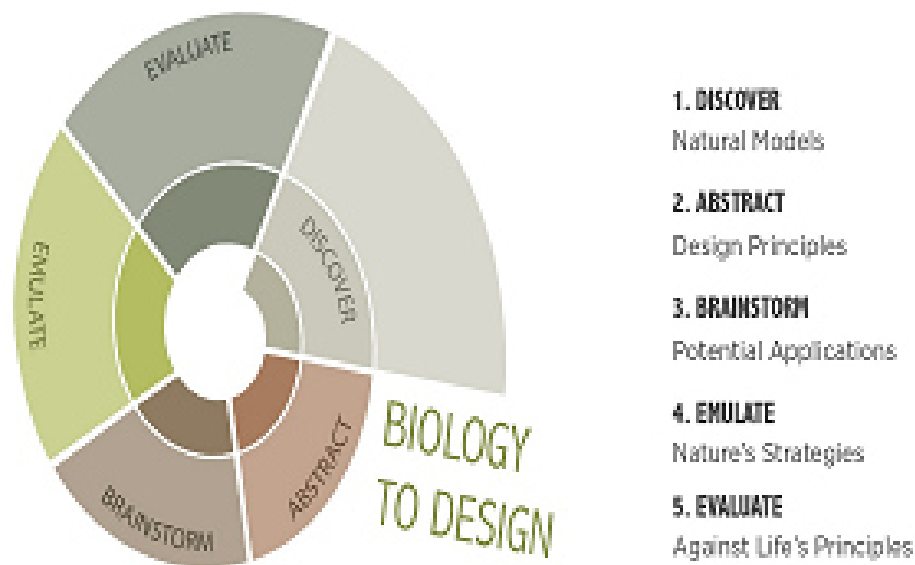 EVALUATE
DISCOVER
EMULATE
BRAINSTORM
ABSTRACT
BIOLOGY
TO DESIGN
1. DISCOVER
Natural Models
2. ABSTRACT
Design Principles
3. BRAINSTORM
Potential Applications
4. EMULATE
Nature's Strategies
5. EVALUATE
Against Life's Principles